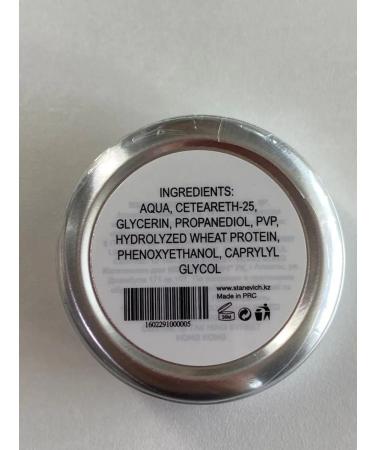 INGREDIENTS:
AQUA, CETEARETH-25,
GLYCERIN, PROPANEDIOL, PVP,
HYDROLYZED WHEAT PROTEIN,
PHENOXYETHANOL, CAPRYLYL
GLYCOL
www.stanevich.kz
Made in PRC
1602291000005